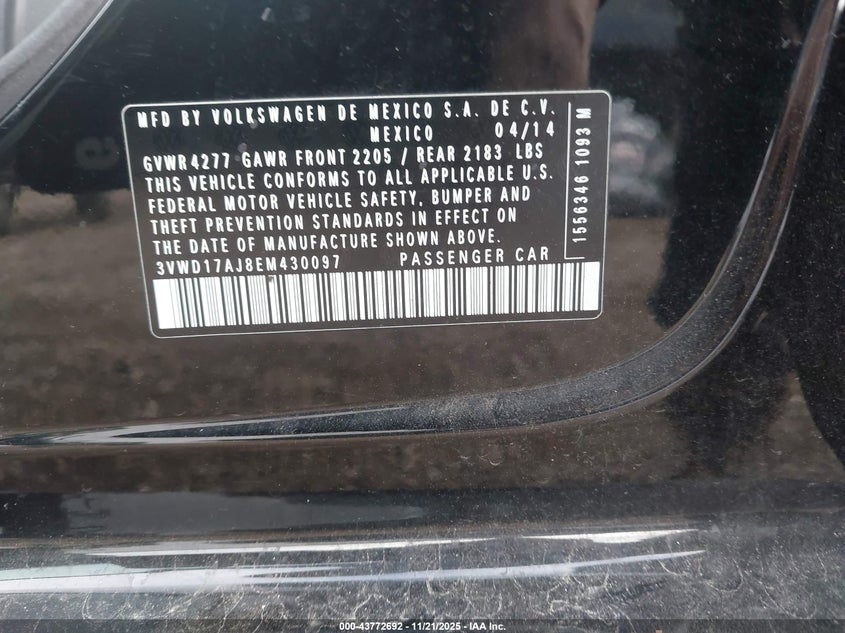 MFD BY VOLKSWAGEN DE MEXICO S.A. DE C.V.
MEXICO 04/14
GVWR 4277 GAWR FRONT 2205 / REAR 2183 LBS
THIS VEHICLE CONFORMS TO ALL APPLICABLE U.S.
FEDERAL MOTOR VEHICLE SAFETY, BUMPER AND
THEFT PREVENTION STANDARDS IN EFFECT ON
THE DATE OF MANUFACTURE SHOWN ABOVE.
3VWD17AJ8EM430097 PASSENGER CAR
1556346 1093 M
000-43772692 - 11/21/2025 - IAA Inc.